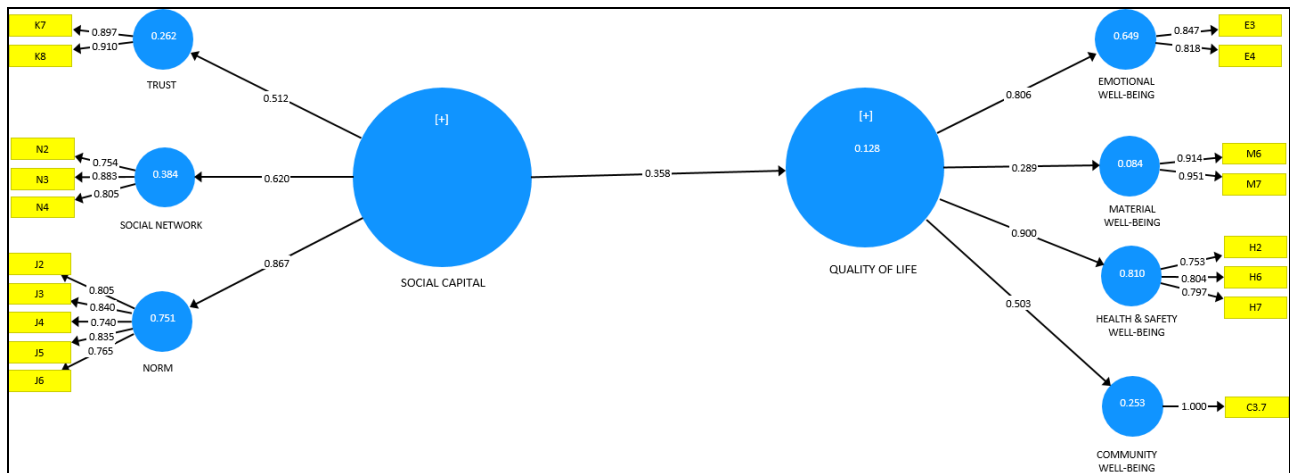 K7
0.897
0.262
K8
0.910
TRUST
0.512
N2
0.754
N3
0.883
0.384
N4
0.805
SOCIAL NETWORK
0.620
J2
0.805
J3
0.840
J4
0.740
0.751
J5
0.835
J6
0.765
NORM
0.867
[+]
SOCIAL CAPITAL
0.358
[+]
0.128
QUALITY OF LIFE
0.806
0.649
0.847
E3
0.818
E4
EMOTIONAL
WELL-BEING
0.289
0.084
0.914
M6
0.951
M7
MATERIAL
WELL-BEING
0.900
0.810
0.753
H2
0.804
H6
0.797
H7
HEALTH & SAFETY
WELL-BEING
0.503
0.253
1.000
C3.7
COMMUNITY
WELL-BEING